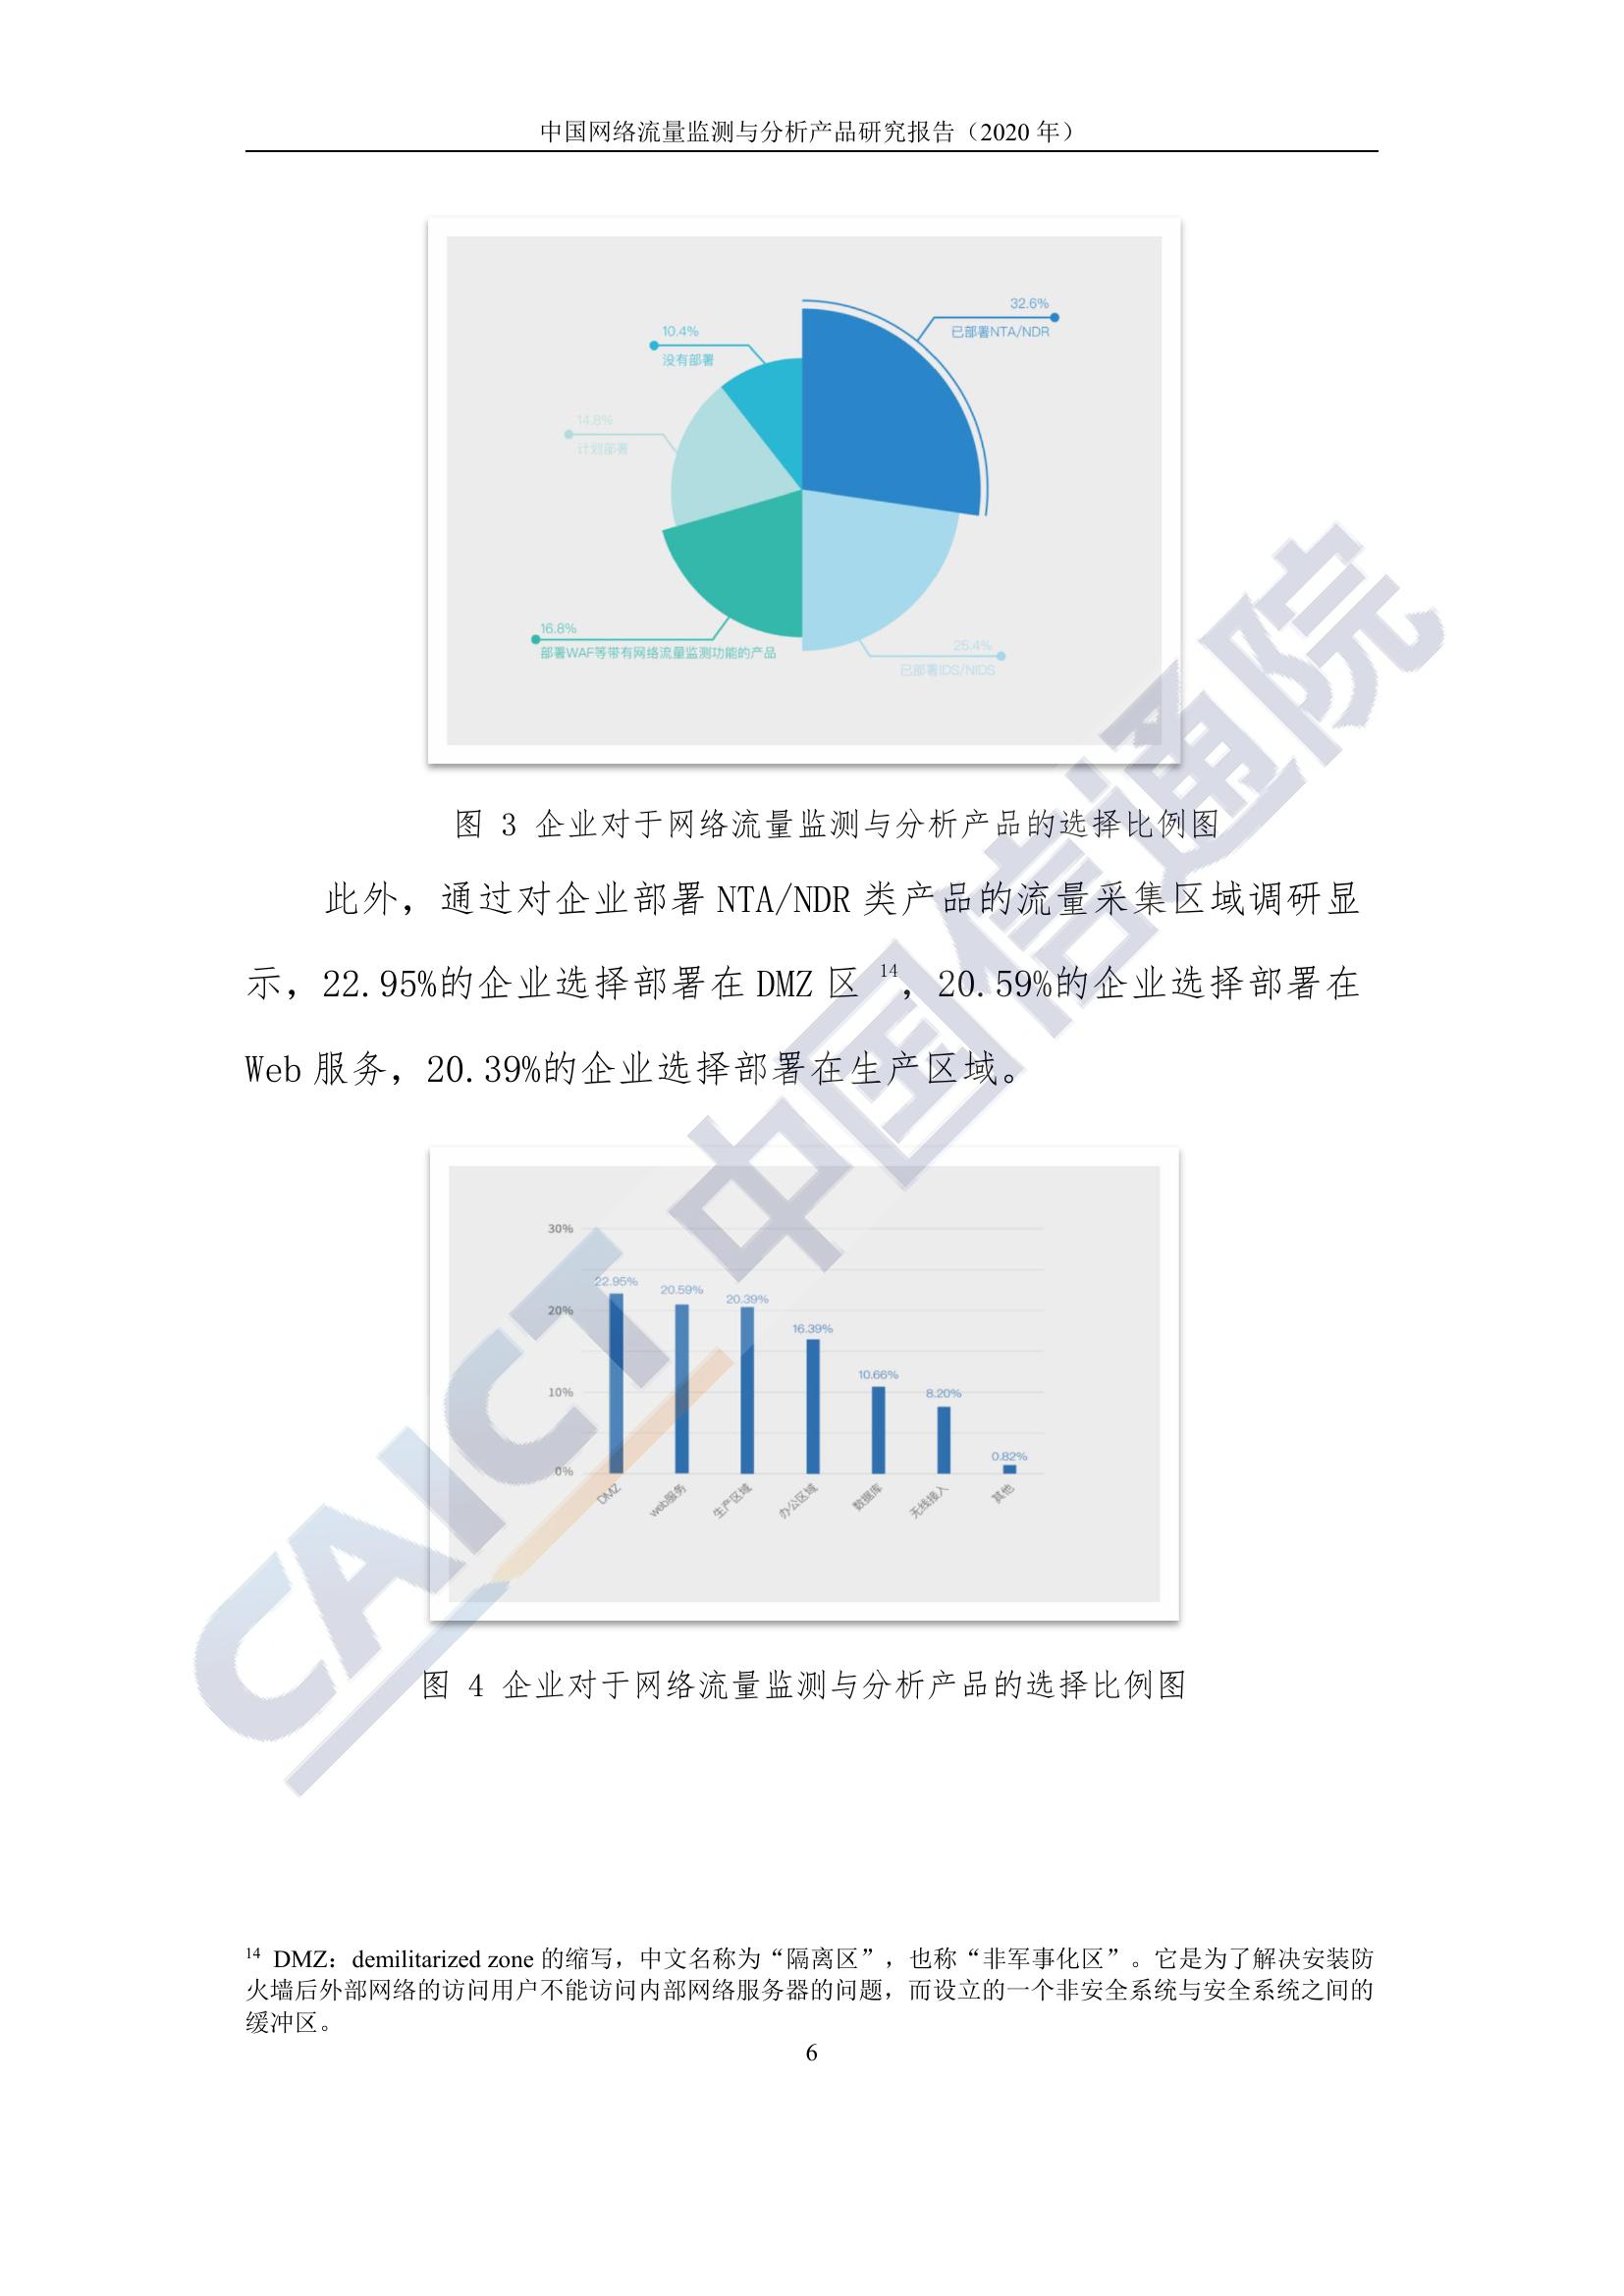 中国网络流量监测与分析产品研究报告（2020 年）
32.6%
已部署NTA/NDR
10.4%
没有部署
14.8%
计划部署
16.8%
部署WAF等带有网络流量监测功能的产品
25.4%
已部署IDS/NIDS
图 3 企业对于网络流量监测与分析产品的选择比例图
此外，通过对企业部署 NTA/NDR 类产品的流量采集区域调研显
示，22.95%的企业选择部署在 DMZ 区 14，20.59%的企业选择部署在
Web 服务，20.39%的企业选择部署在生产区域。
30%
20%
10%
0%
22.95%
20.59%
20.39%
16.39%
10.66%
8.20%
0.82%
DMZ
web服务
生产区域
办公区域
数据库
无线接入
其他
图 4 企业对于网络流量监测与分析产品的选择比例图
14 DMZ：demilitarized zone 的缩写，中文名称为“隔离区”，也称“非军事化区”。它是为了解决安装防
火墙后外部网络的访问用户不能访问内部网络服务器的问题，而设立的一个非安全系统与安全系统之间的
缓冲区。
6
CAICT 中国信通院